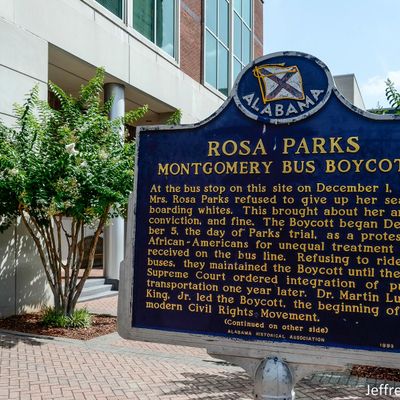 ALABAMA
ROSA PARKS
MONTGOMERY BUS BOYCOT
At the bus stop on this site on December 1,
Mrs. Rosa Parks refused to give up her sea
boarding whites. This brought about her ar
conviction, and fine. The Boycott began De
ber 5, the day of Parks' trial, as a protes
African-Americans for unequal treatment
received on the bus line. Refusing to ride
buses, they maintained the Boycott until the
Supreme Court ordered integration of pu
transportation one year later. Dr. Martin Lu
King, Jr. led the Boycott, the beginning of
modern Civil Rights Movement.
(Continued on other side)
ALABAMA HISTORICAL ASSOCIATION
Jeffre